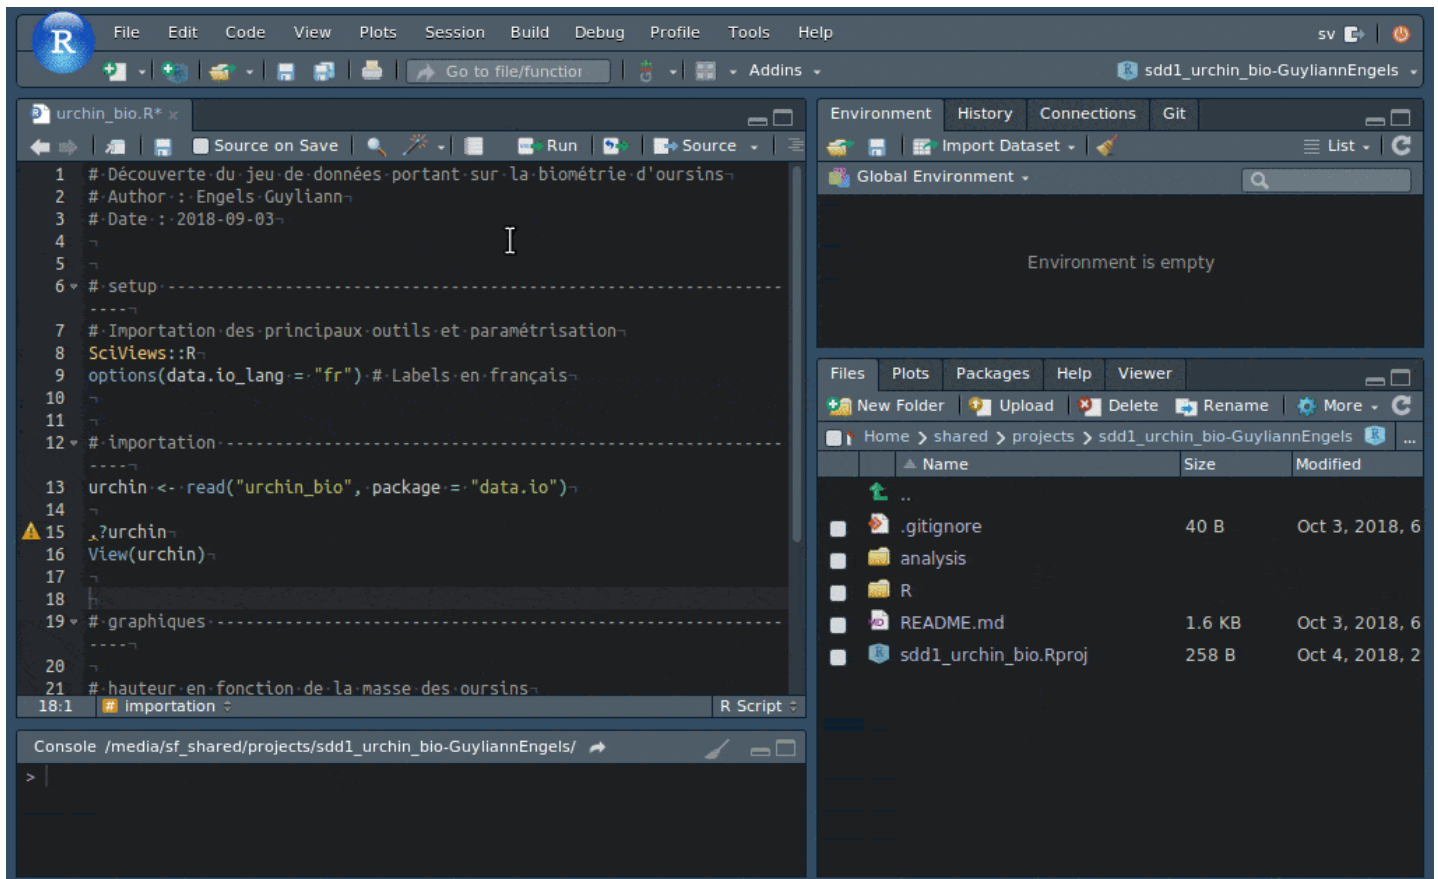 R
File Edit Code View Plots Session Build Debug Profile Tools Help
sv
Go to file/function
Addins
sdd1_urchin_bio-GuyliannEngels
urchin_bio.R*
Source on Save
Run
Source
1 # Découverte du jeu de données portant sur la biométrie d'oursins
2 # Author : Engels Guyliann
3 # Date : 2018-09-03
4
5
6 # setup --------------------------------------------------------------
----
7 # Importation des principaux outils et paramétrisation
8 SciViews::R
9 options(data.io_lang = "fr") # Labels en français
10
11
12 # importation --------------------------------------------------------
----
13 urchin <- read("urchin_bio", package = "data.io")
14
15 .?urchin
16 View(urchin)
17
18
19 # graphiques ---------------------------------------------------------
----
20
21 # hauteur en fonction de la masse des oursins
18:1 # importation R Script
Console /media/sf_shared/projects/sdd1_urchin_bio-GuyliannEngels/
>
Environment History Connections Git
Import Dataset List
Global Environment
Environment is empty
Files Plots Packages Help Viewer
New Folder Upload Delete Rename More
Home shared projects sdd1_urchin_bio-GuyliannEngels R ...
Name Size Modified
..
.gitignore 40 B Oct 3, 2018, 6
analysis
R
README.md 1.6 KB Oct 3, 2018, 6
sdd1_urchin_bio.Rproj 258 B Oct 4, 2018, 2